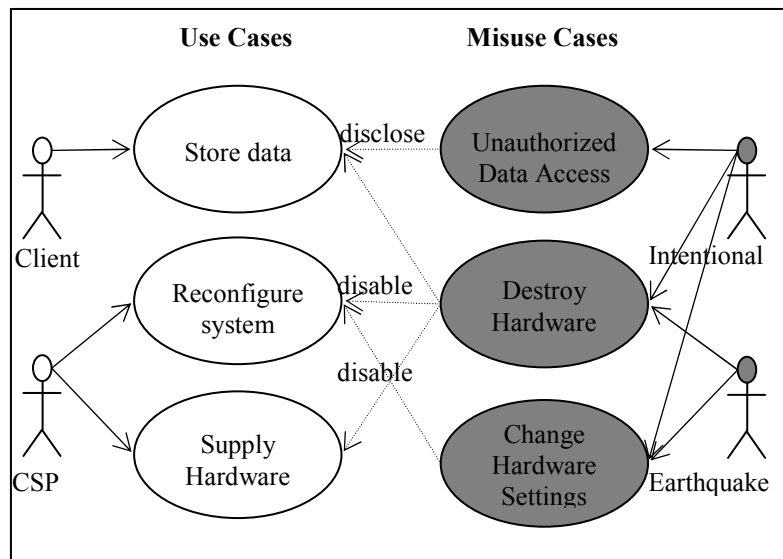 Use Cases
Misuse Cases
Store data
disclose
Unauthorized
Data Access
Client
Intentional
Reconfigure
system
disable
Destroy
Hardware
disable
Supply
Hardware
Change
Hardware
Settings
CSP
Earthquake